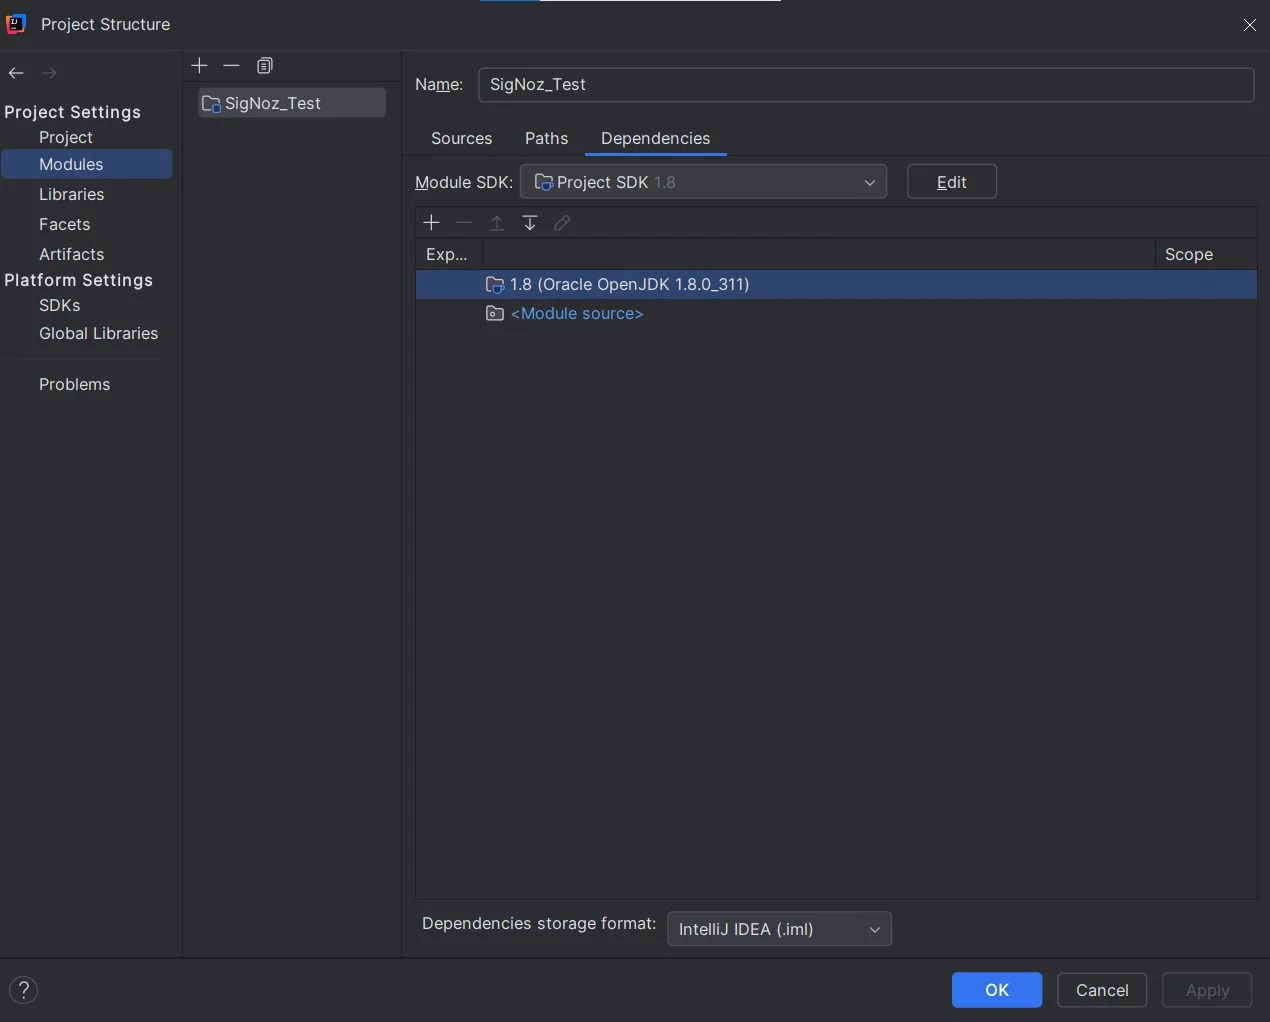 Project Structure
Project Settings
Project
Modules
Libraries
Facets
Artifacts
Platform Settings
SDKs
Global Libraries
Problems
SigNoz_Test
Name: SigNoz_Test
Sources Paths Dependencies
Module SDK: Project SDK 1.8 Edit
Exp... Scope
1.8 (Oracle OpenJDK 1.8.0_311)
<Module source>
Dependencies storage format: IntelliJ IDEA (.iml)
? OK Cancel Apply